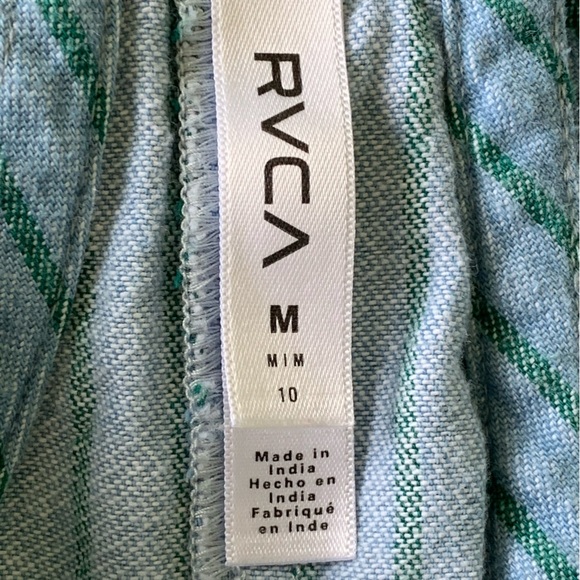 RVCA
M
M/M
10
Made in
India
Hecho en
India
Fabriqué
en Inde